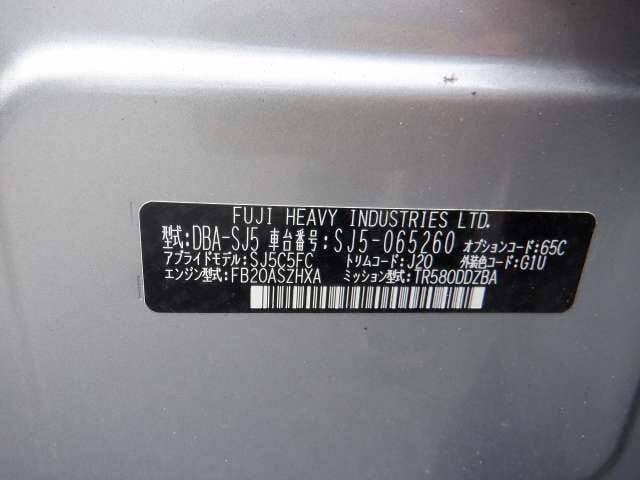 FUJI HEAVY INDUSTRIES LTD.
型式:DBA-SJ5 車台番号:SJ5-065260 オプションコード:65C
アプライドモデル:SJ5C5FC トリムコード:J20 外装色コード:G1U
エンジン型式:FB20ASZHXA ミッション型式:TR580DDZBA